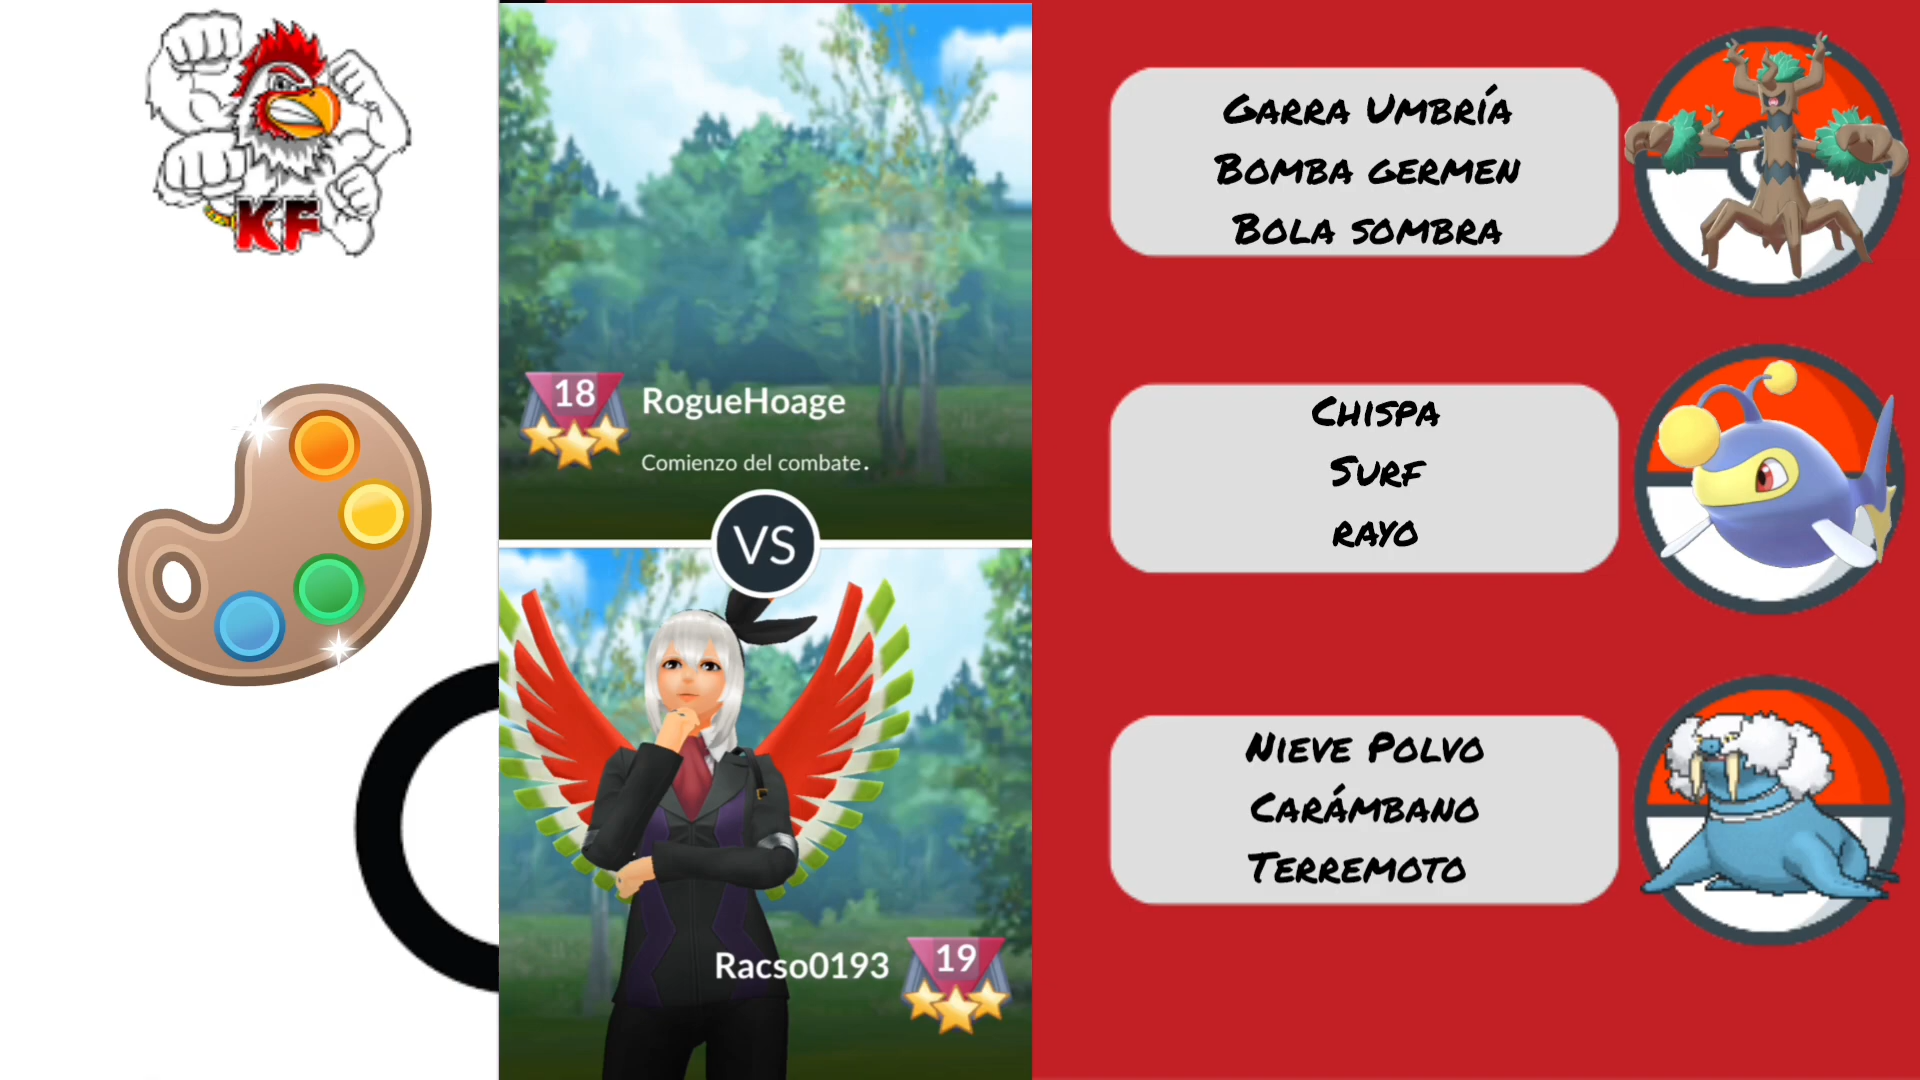 KF
18
RogueHoage
Comienzo del combate.
VS
Racso0193
19
Garra Umbría
Bomba germen
Bola sombra
Chispa
Surf
rayo
Nieve Polvo
Carámbano
Terremoto